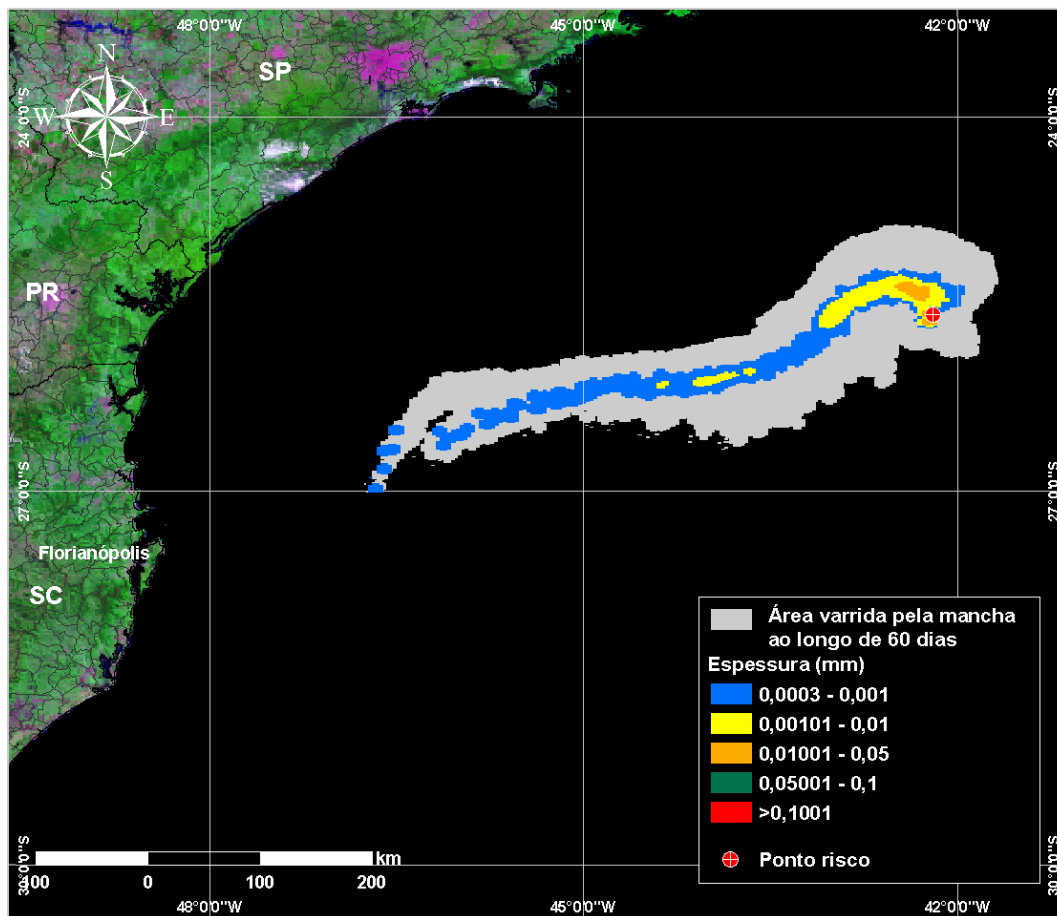 48°0'0"W 45°0'0"W 42°0'0"W
N
W E
S
SP
24°0'0"S 24°0'0"S
PR
27°0'0"S 27°0'0"S
Florianópolis
SC
Área varrida pela mancha
ao longo de 60 dias
Espessura (mm)
0,0003 - 0,001
0,00101 - 0,01
0,01001 - 0,05
0,05001 - 0,1
>0,1001
Ponto risco
km
100 0 100 200
30°0'0"S 30°0'0"S
48°0'0"W 45°0'0"W 42°0'0"W